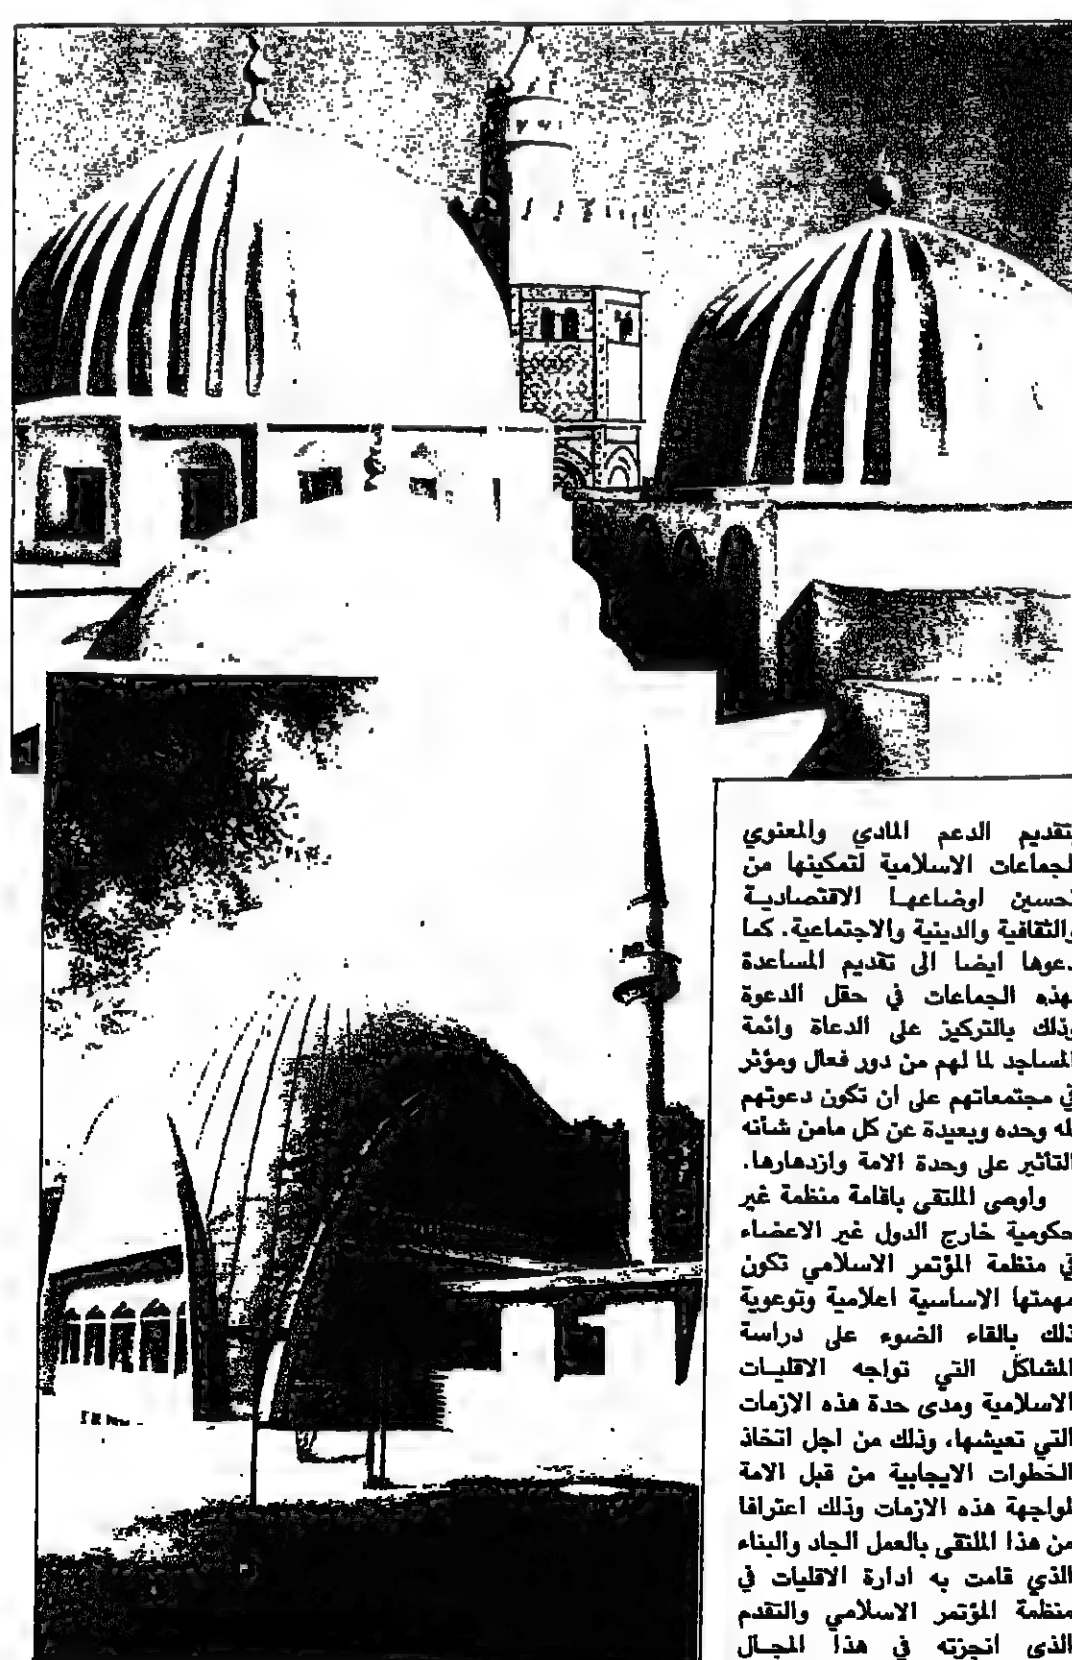 بتقديم الدعم المادي والمعنوي
للجماعات الاسلامية لتمكينها من
تحسين اوضاعها الاقتصادية
والثقافية والدينية والاجتماعية. كما
دعوها ايضا الى تقديم المساعدة
لهذه الجماعات في حقل الدعوة
وذلك بالتركيز على الدعاة وائمة
المساجد لما لهم من دور فعال ومؤثر
في مجتمعاتهم على ان تكون دعوتهم
لله وحده وبعيدة عن كل مامن شأنه
التأثير على وحدة الامة وازدهارها.
واوصى الملتقى باقامة منظمة غير
حكومية خارج الدول غير الاعضاء
في منظمة المؤتمر الاسلامي تكون
مهمتها الاساسية اعلامية وتوعوية
ذلك بالقاء الضوء على دراسة
المشاكل التي تواجه الاقليات
الاسلامية ومدى حدة هذه الازمات
التي تعيشها، وذلك من اجل اتخاذ
الخطوات الايجابية من قبل الامة
لمواجهة هذه الازمات وذلك اعترافا
من هذا الملتقى بالعمل الجاد والبناء
الذي قامت به ادارة الاقليات في
منظمة المؤتمر الاسلامي والتقدم
الذى انجزته في هذا المجال